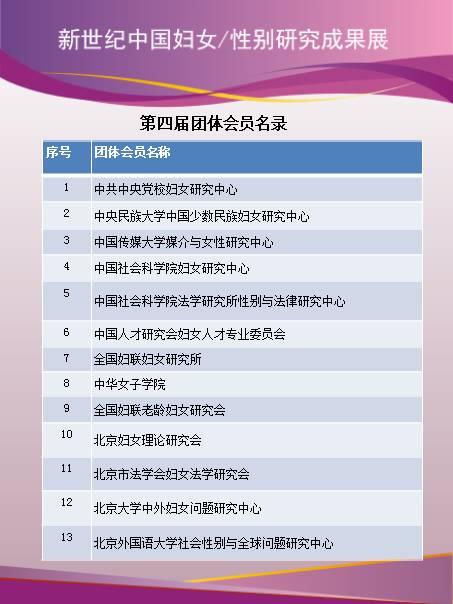 新世纪中国妇女/性别研究成果展
第四届团体会员名录
序号 团体会员名称
1 中共中央党校妇女研究中心
2 中央民族大学中国少数民族妇女研究中心
3 中国传媒大学媒介与女性研究中心
4 中国社会科学院妇女研究中心
5 中国社会科学院法学研究所性别与法律研究中心
6 中国人才研究会妇女人才专业委员会
7 全国妇联妇女研究所
8 中华女子学院
9 全国妇联老龄妇女研究会
10 北京妇女理论研究会
11 北京市法学会妇女法学研究会
12 北京大学中外妇女问题研究中心
13 北京外国语大学社会性别与全球问题研究中心